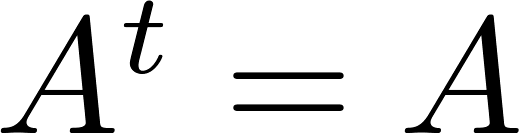 A^t = A